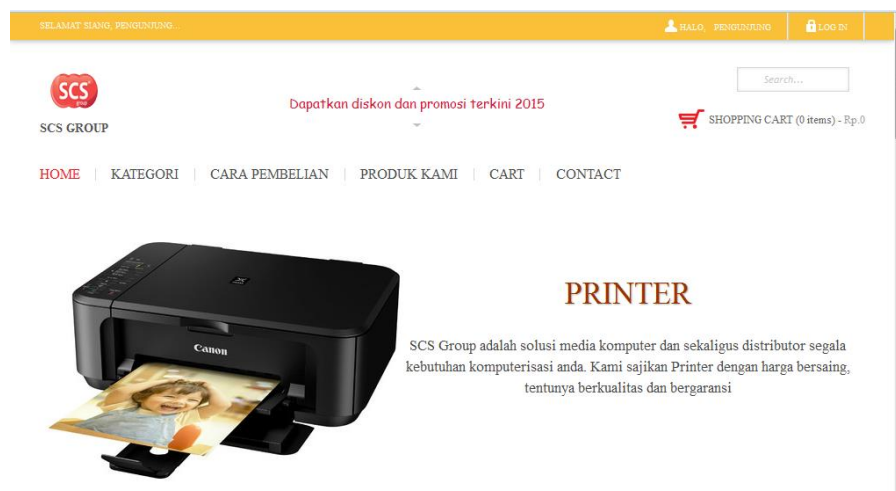 SELAMAT SIANG, PENGUNJUNG ..
HALO, PENGUNJUNG
LOG IN
Search...
SCS
group
SCS GROUP
Dapatkan diskon dan promosi terkini 2015
SHOPPING CART (0 items) - Rp.0
HOME | KATEGORI | CARA PEMBELIAN | PRODUK KAMI | CART | CONTACT
Canon
PRINTER
SCS Group adalah solusi media komputer dan sekaligus distributor segala
kebutuhan komputerisasi anda. Kami sajikan Printer dengan harga bersaing,
tentunya berkualitas dan bergaransi